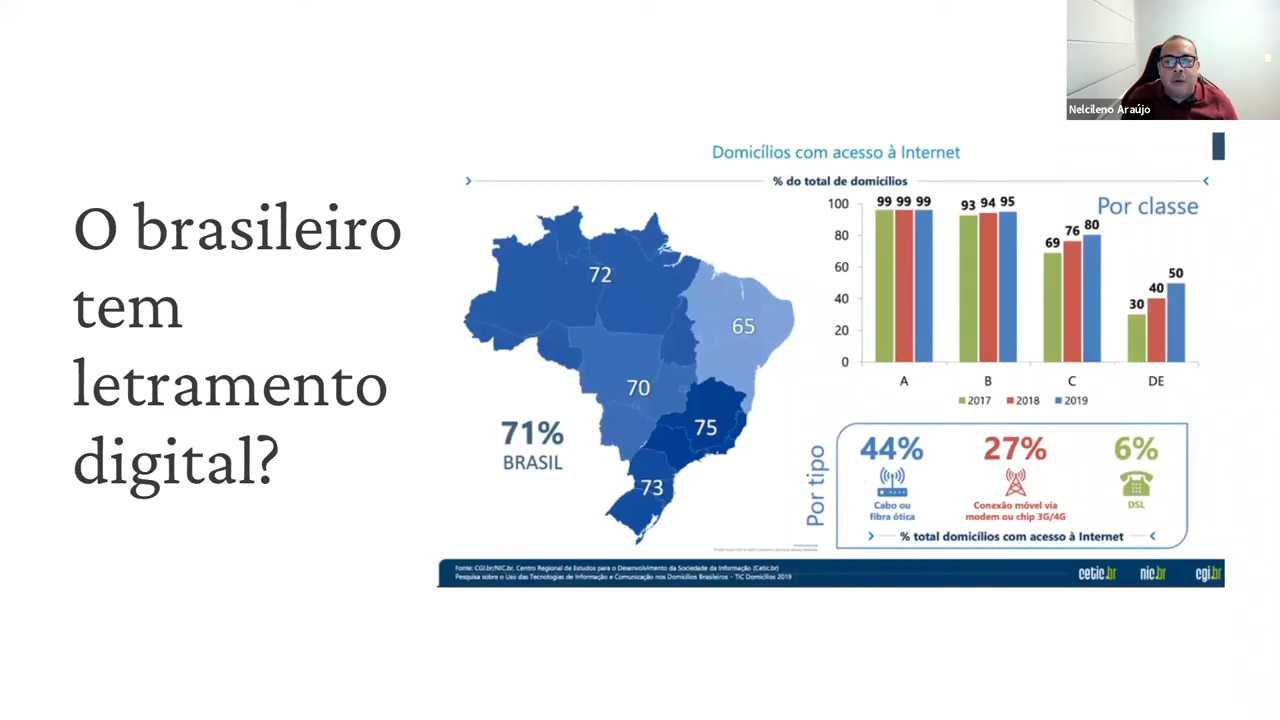 Nelcileno Araújo
O brasileiro
tem
letramento
digital?
Domicílios com acesso à Internet
% do total de domicílios
72
65
70
75
73
71%
BRASIL
Por classe
100
80
60
40
20
0
99 99 99
93 94 95
69 76 80
30 40 50
A B C DE
2017 2018 2019
Por tipo
44%
Cabo ou
fibra ótica
27%
Conexão móvel via
modem ou chip 3G/4G
6%
DSL
% total domicílios com acesso à Internet
Fonte: CGI.br/NIC.br, Centro Regional de Estudos para o Desenvolvimento da Sociedade da Informação (Cetic.br)
Pesquisa sobre o Uso das Tecnologias de Informação e Comunicação nos Domicílios Brasileiros – TIC Domicílios 2019
cetic.br nic.br cgi.br